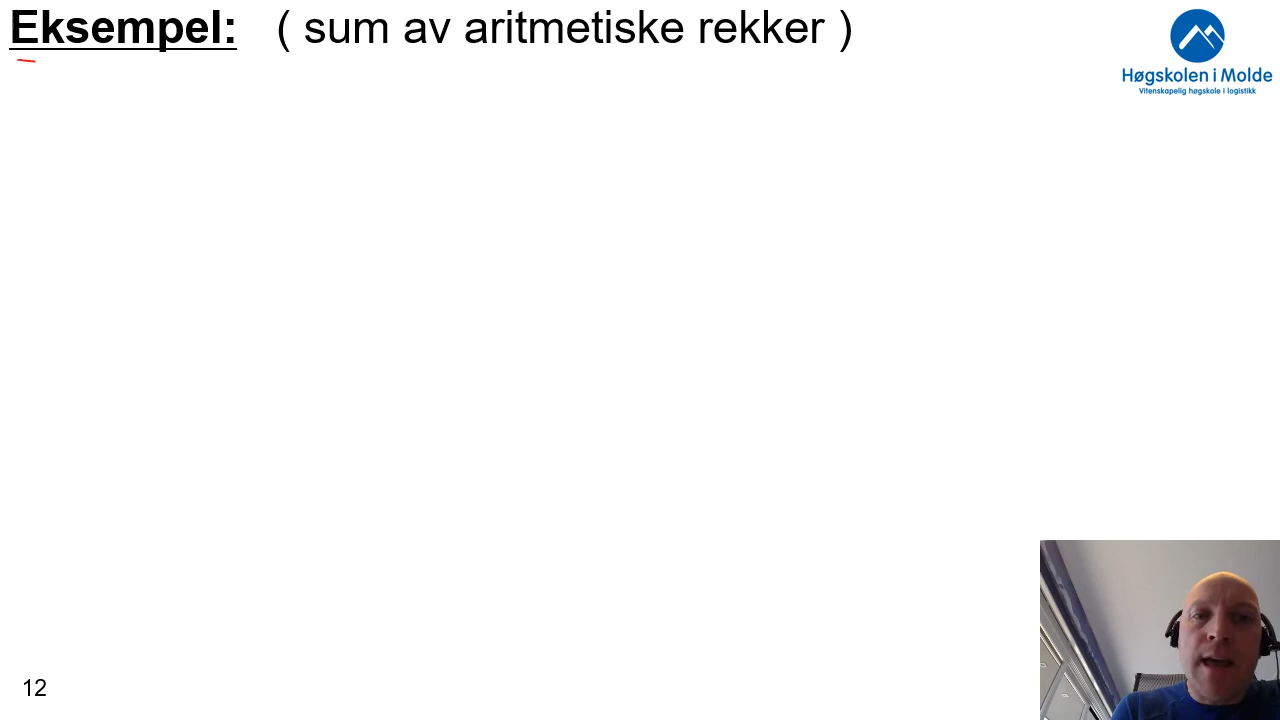 Eksempel: ( sum av aritmetiske rekker )
Høgskolen i Molde
Vitenskapelig høgskole i logistikk
12